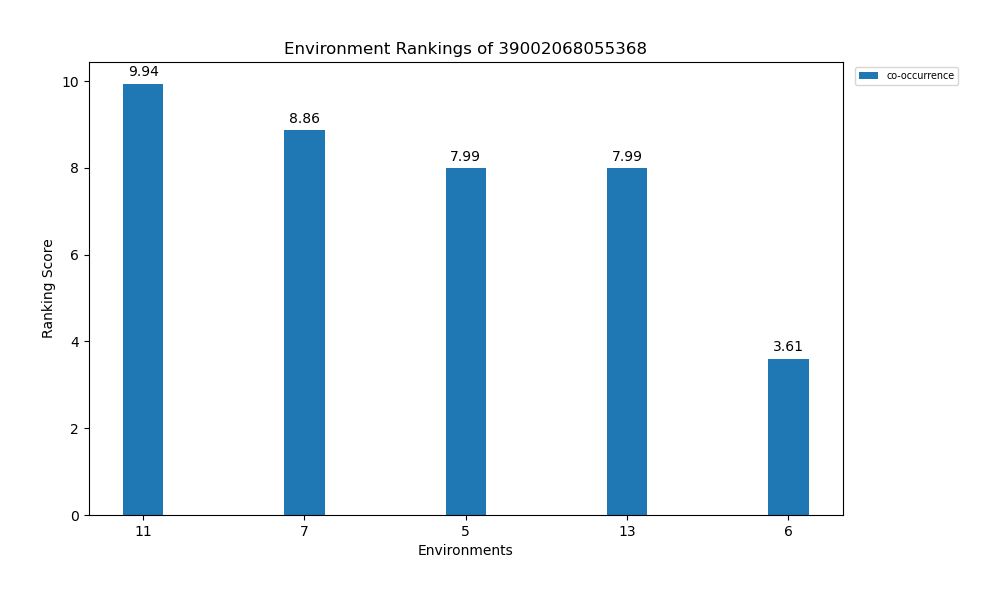 Environment Rankings of 39002068055368
co-occurrence
9.94
8.86
7.99
7.99
3.61
10
8
6
4
2
0
Ranking Score
11 7 5 13 6
Environments